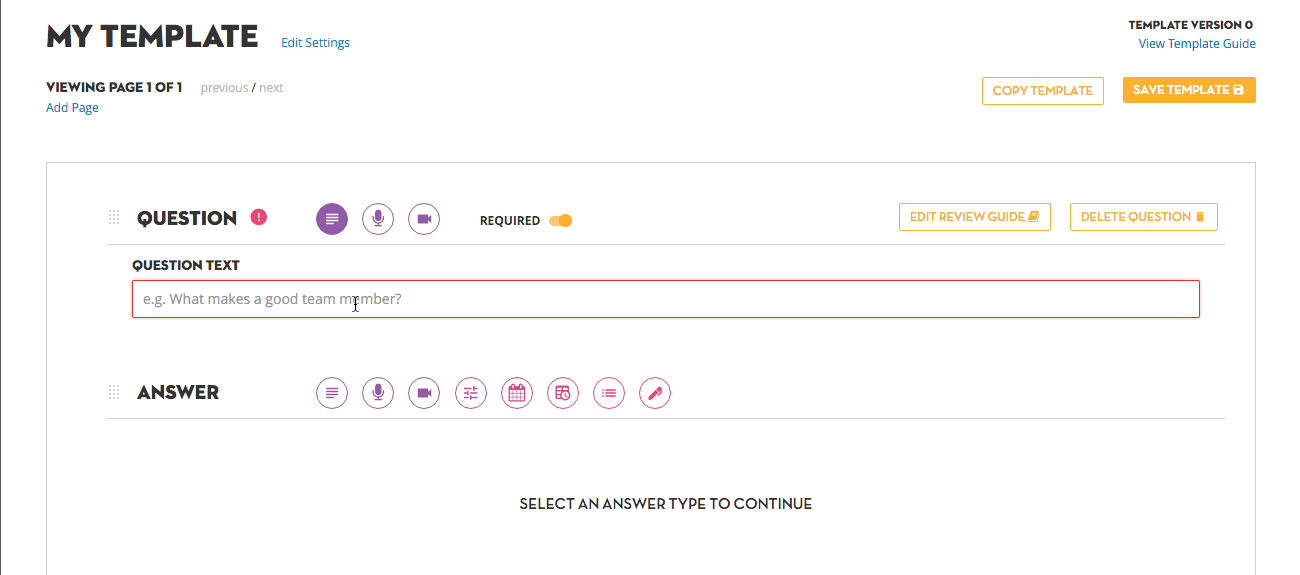 MY TEMPLATE Edit Settings
TEMPLATE VERSION 0
View Template Guide
VIEWING PAGE 1 OF 1 previous / next
Add Page
COPY TEMPLATE
SAVE TEMPLATE
QUESTION ! REQUIRED EDIT REVIEW GUIDE DELETE QUESTION
QUESTION TEXT
e.g. What makes a good team member?
ANSWER
SELECT AN ANSWER TYPE TO CONTINUE